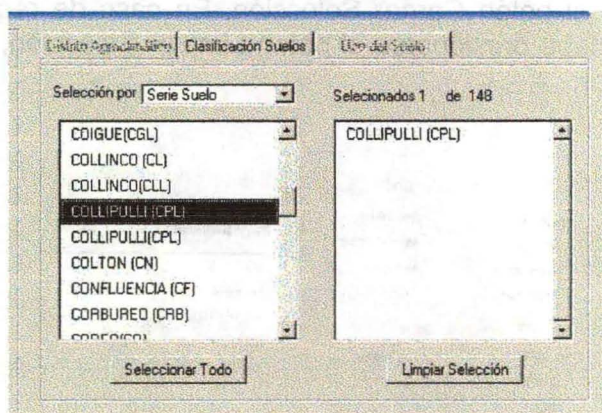 Distrito Agroclimático Clasificación Suelos Uso del Suelo
Selección por Serie Suelo Selecionados 1 de 148
COIGUE(CGL)
COLLINCO (CL)
COLLINCO(CLL)
COLLIPULLI (CPL)
COLLIPULLI(CPL)
COLTON (CN)
CONFLUENCIA (CF)
CORBUREO (CRB)
COLLIPULLI (CPL)
Seleccionar Todo Limpiar Selección